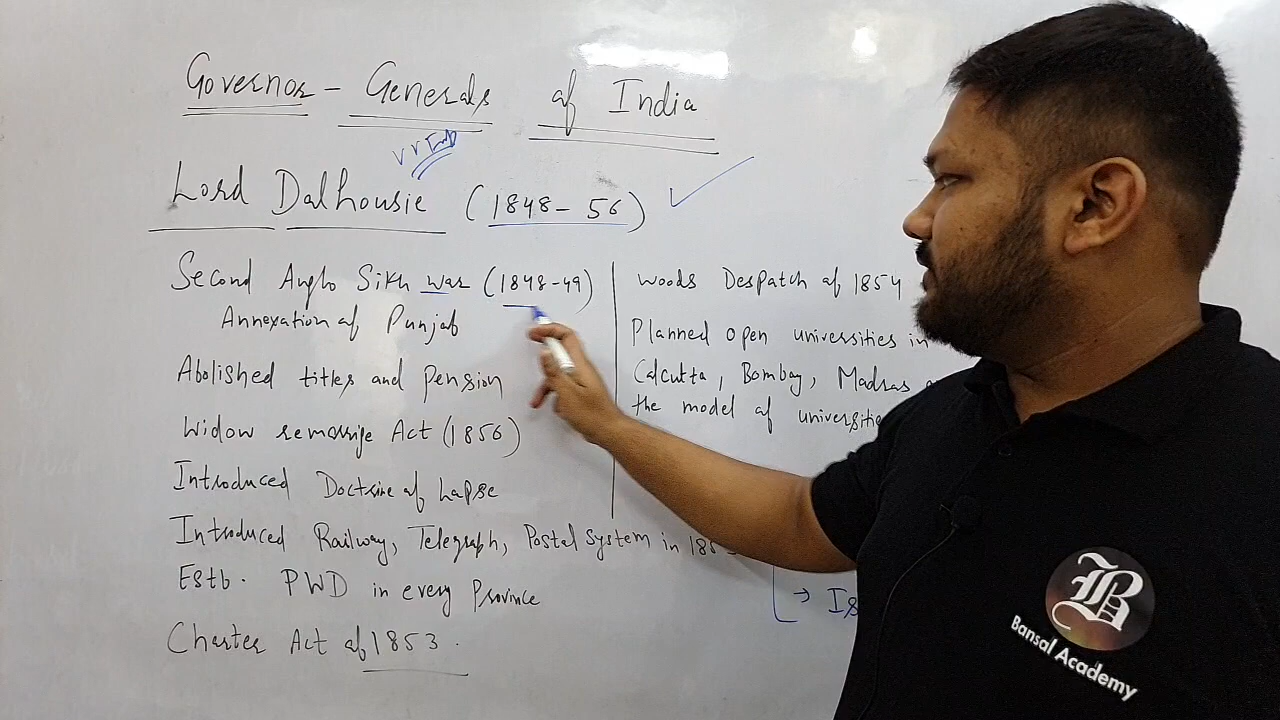 Governor - Generals of India
V V Imp
Lord Dalhousie (1848 - 56)
Second Anglo Sikh war (1848-49)
Annexation of Punjab
Abolished titles and pension
Widow remarrige Act (1856)
Introduced Doctrine of Lapse
Introduced Railway, Telegraph, Postal System in 185
Estb. PWD in every Province
Charter Act of 1853.
Woods Despatch of 1854
Planned open universities in
Calcutta, Bombay, Madras
the model of
B
Bansal Academy